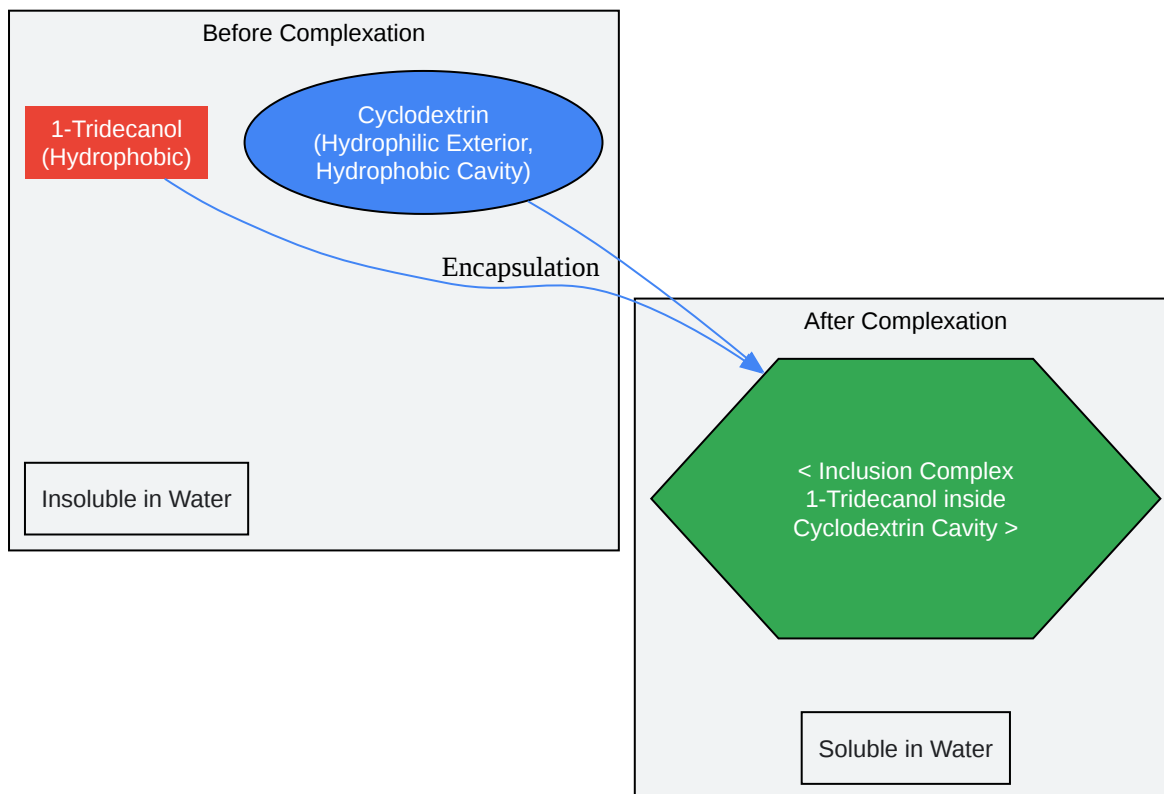 Before Complexation
1-Tridecanol
(Hydrophobic)
Cyclodextrin
(Hydrophilic Exterior,
Hydrophobic Cavity)
Encapsulation
Insoluble in Water
After Complexation
< Inclusion Complex
1-Tridecanol inside
Cyclodextrin Cavity >
Soluble in Water